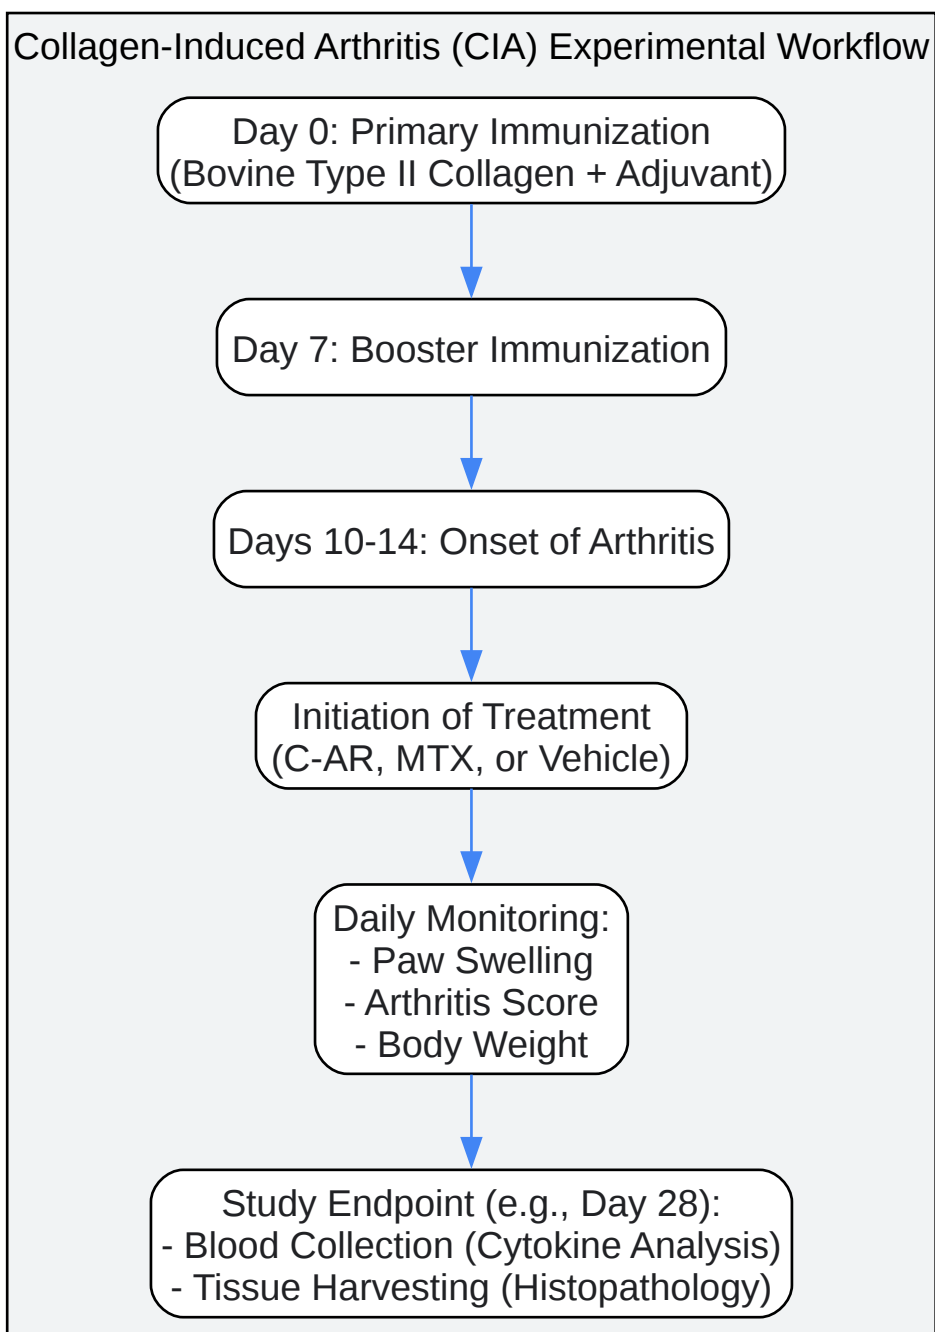 Collagen-Induced Arthritis (CIA) Experimental Workflow
Day 0: Primary Immunization
(Bovine Type II Collagen + Adjuvant)
Day 7: Booster Immunization
Days 10-14: Onset of Arthritis
Initiation of Treatment
(C-AR, MTX, or Vehicle)
Daily Monitoring:
- Paw Swelling
- Arthritis Score
- Body Weight
Study Endpoint (e.g., Day 28):
- Blood Collection (Cytokine Analysis)
- Tissue Harvesting (Histopathology)